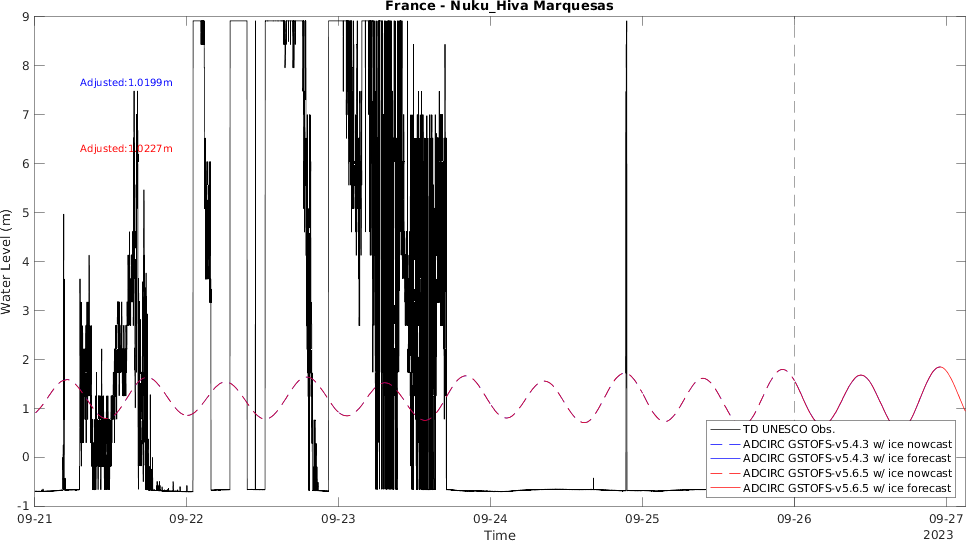 France - Nuku_Hiva Marquesas
9
8
7
6
5
4
3
2
1
0
-1
Water Level (m)
Adjusted:1.0199m
Adjusted:1.0227m
TD UNESCO Obs.
ADCIRC GSTOFS-v5.4.3 w/ ice nowcast
ADCIRC GSTOFS-v5.4.3 w/ ice forecast
ADCIRC GSTOFS-v5.6.5 w/ ice nowcast
ADCIRC GSTOFS-v5.6.5 w/ ice forecast
09-21 09-22 09-23 09-24 09-25 09-26 09-27
Time
2023